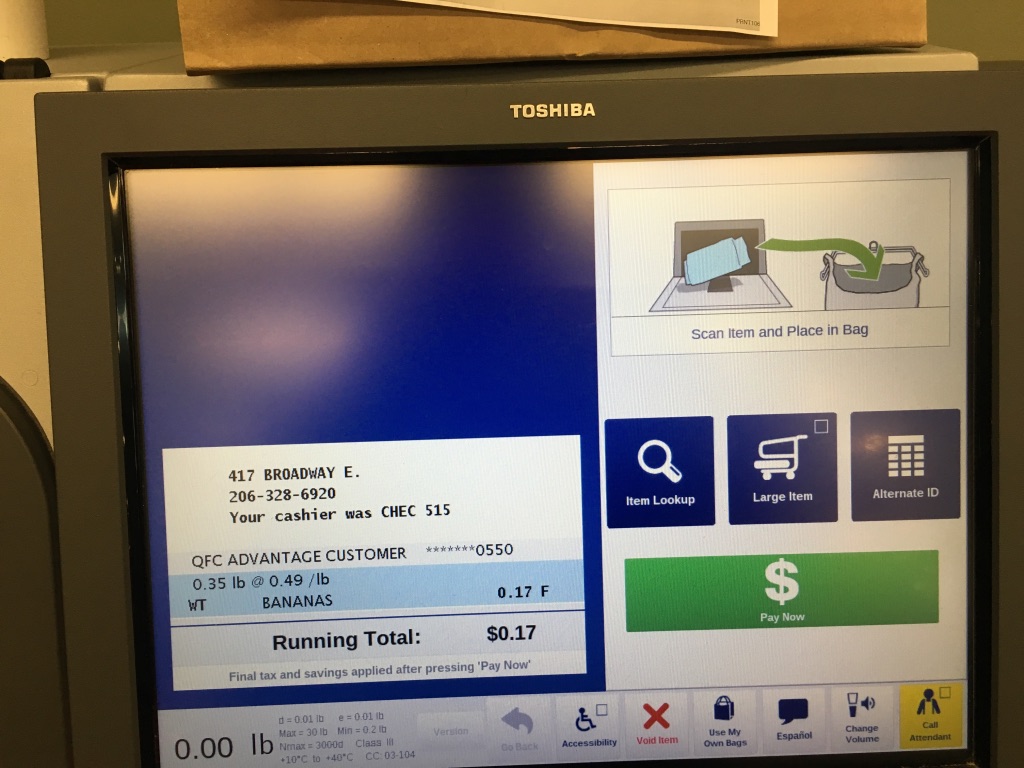 PRNT106
TOSHIBA
Scan Item and Place in Bag
417 BROADWAY E.
206-328-6920
Your cashier was CHEC 515
QFC ADVANTAGE CUSTOMER *******0550
0.35 lb @ 0.49 /lb
WT BANANAS 0.17 F
Running Total: $0.17
Final tax and savings applied after pressing 'Pay Now'
Item Lookup
Large Item
Alternate ID
$
Pay Now
0.00 lb
d = 0.01 lb e = 0.01 lb
Max = 30 lb Min = 0.2 lb
Nmax = 3000d Class III
+10°C to +40°C CC: 03-104
Version
Go Back
Accessibility
Void Item
Use My
Own Bags
Español
Change
Volume
Call
Attendant